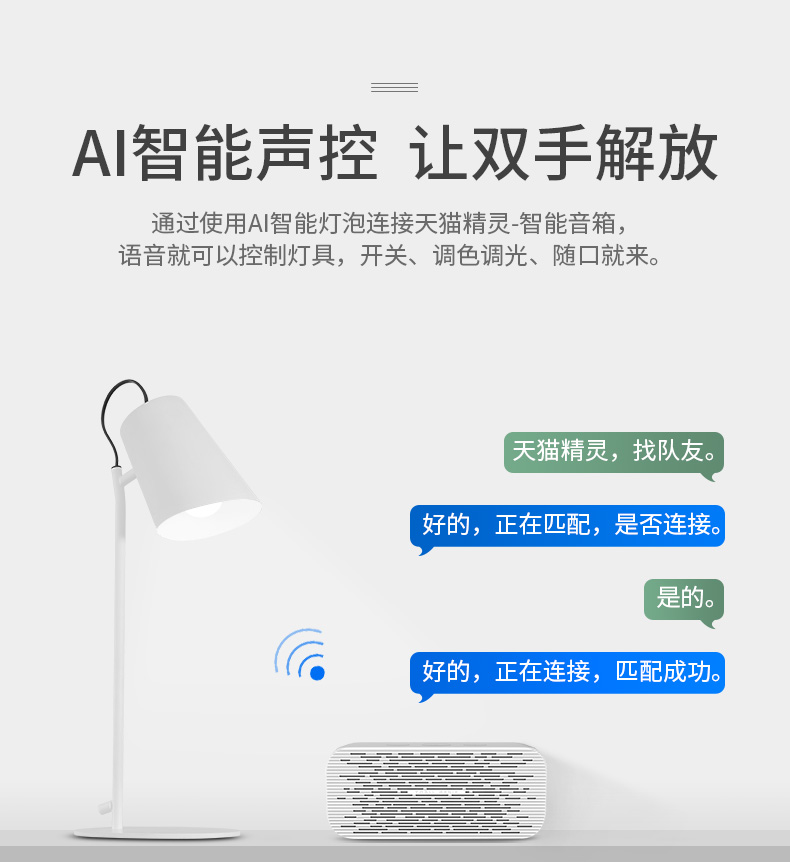 AI智能声控 让双手解放
通过使用AI智能灯泡连接天猫精灵-智能音箱，
语音就可以控制灯具，开关、调色调光、随口就来。
天猫精灵，找队友。
好的，正在匹配，是否连接。
是的。
好的，正在连接，匹配成功。